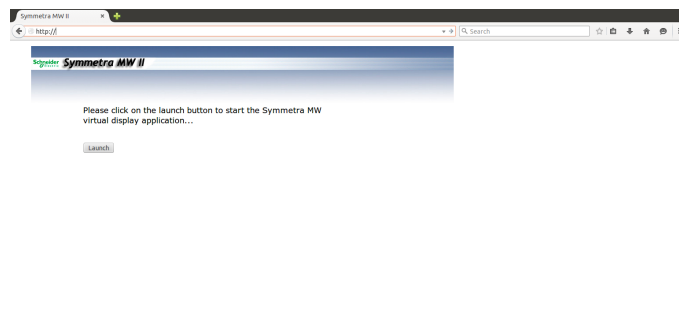 Symmetra MW II
http://
Search
Schneider Electric
Symmetra MW II
Please click on the launch button to start the Symmetra MW
virtual display application...
Launch